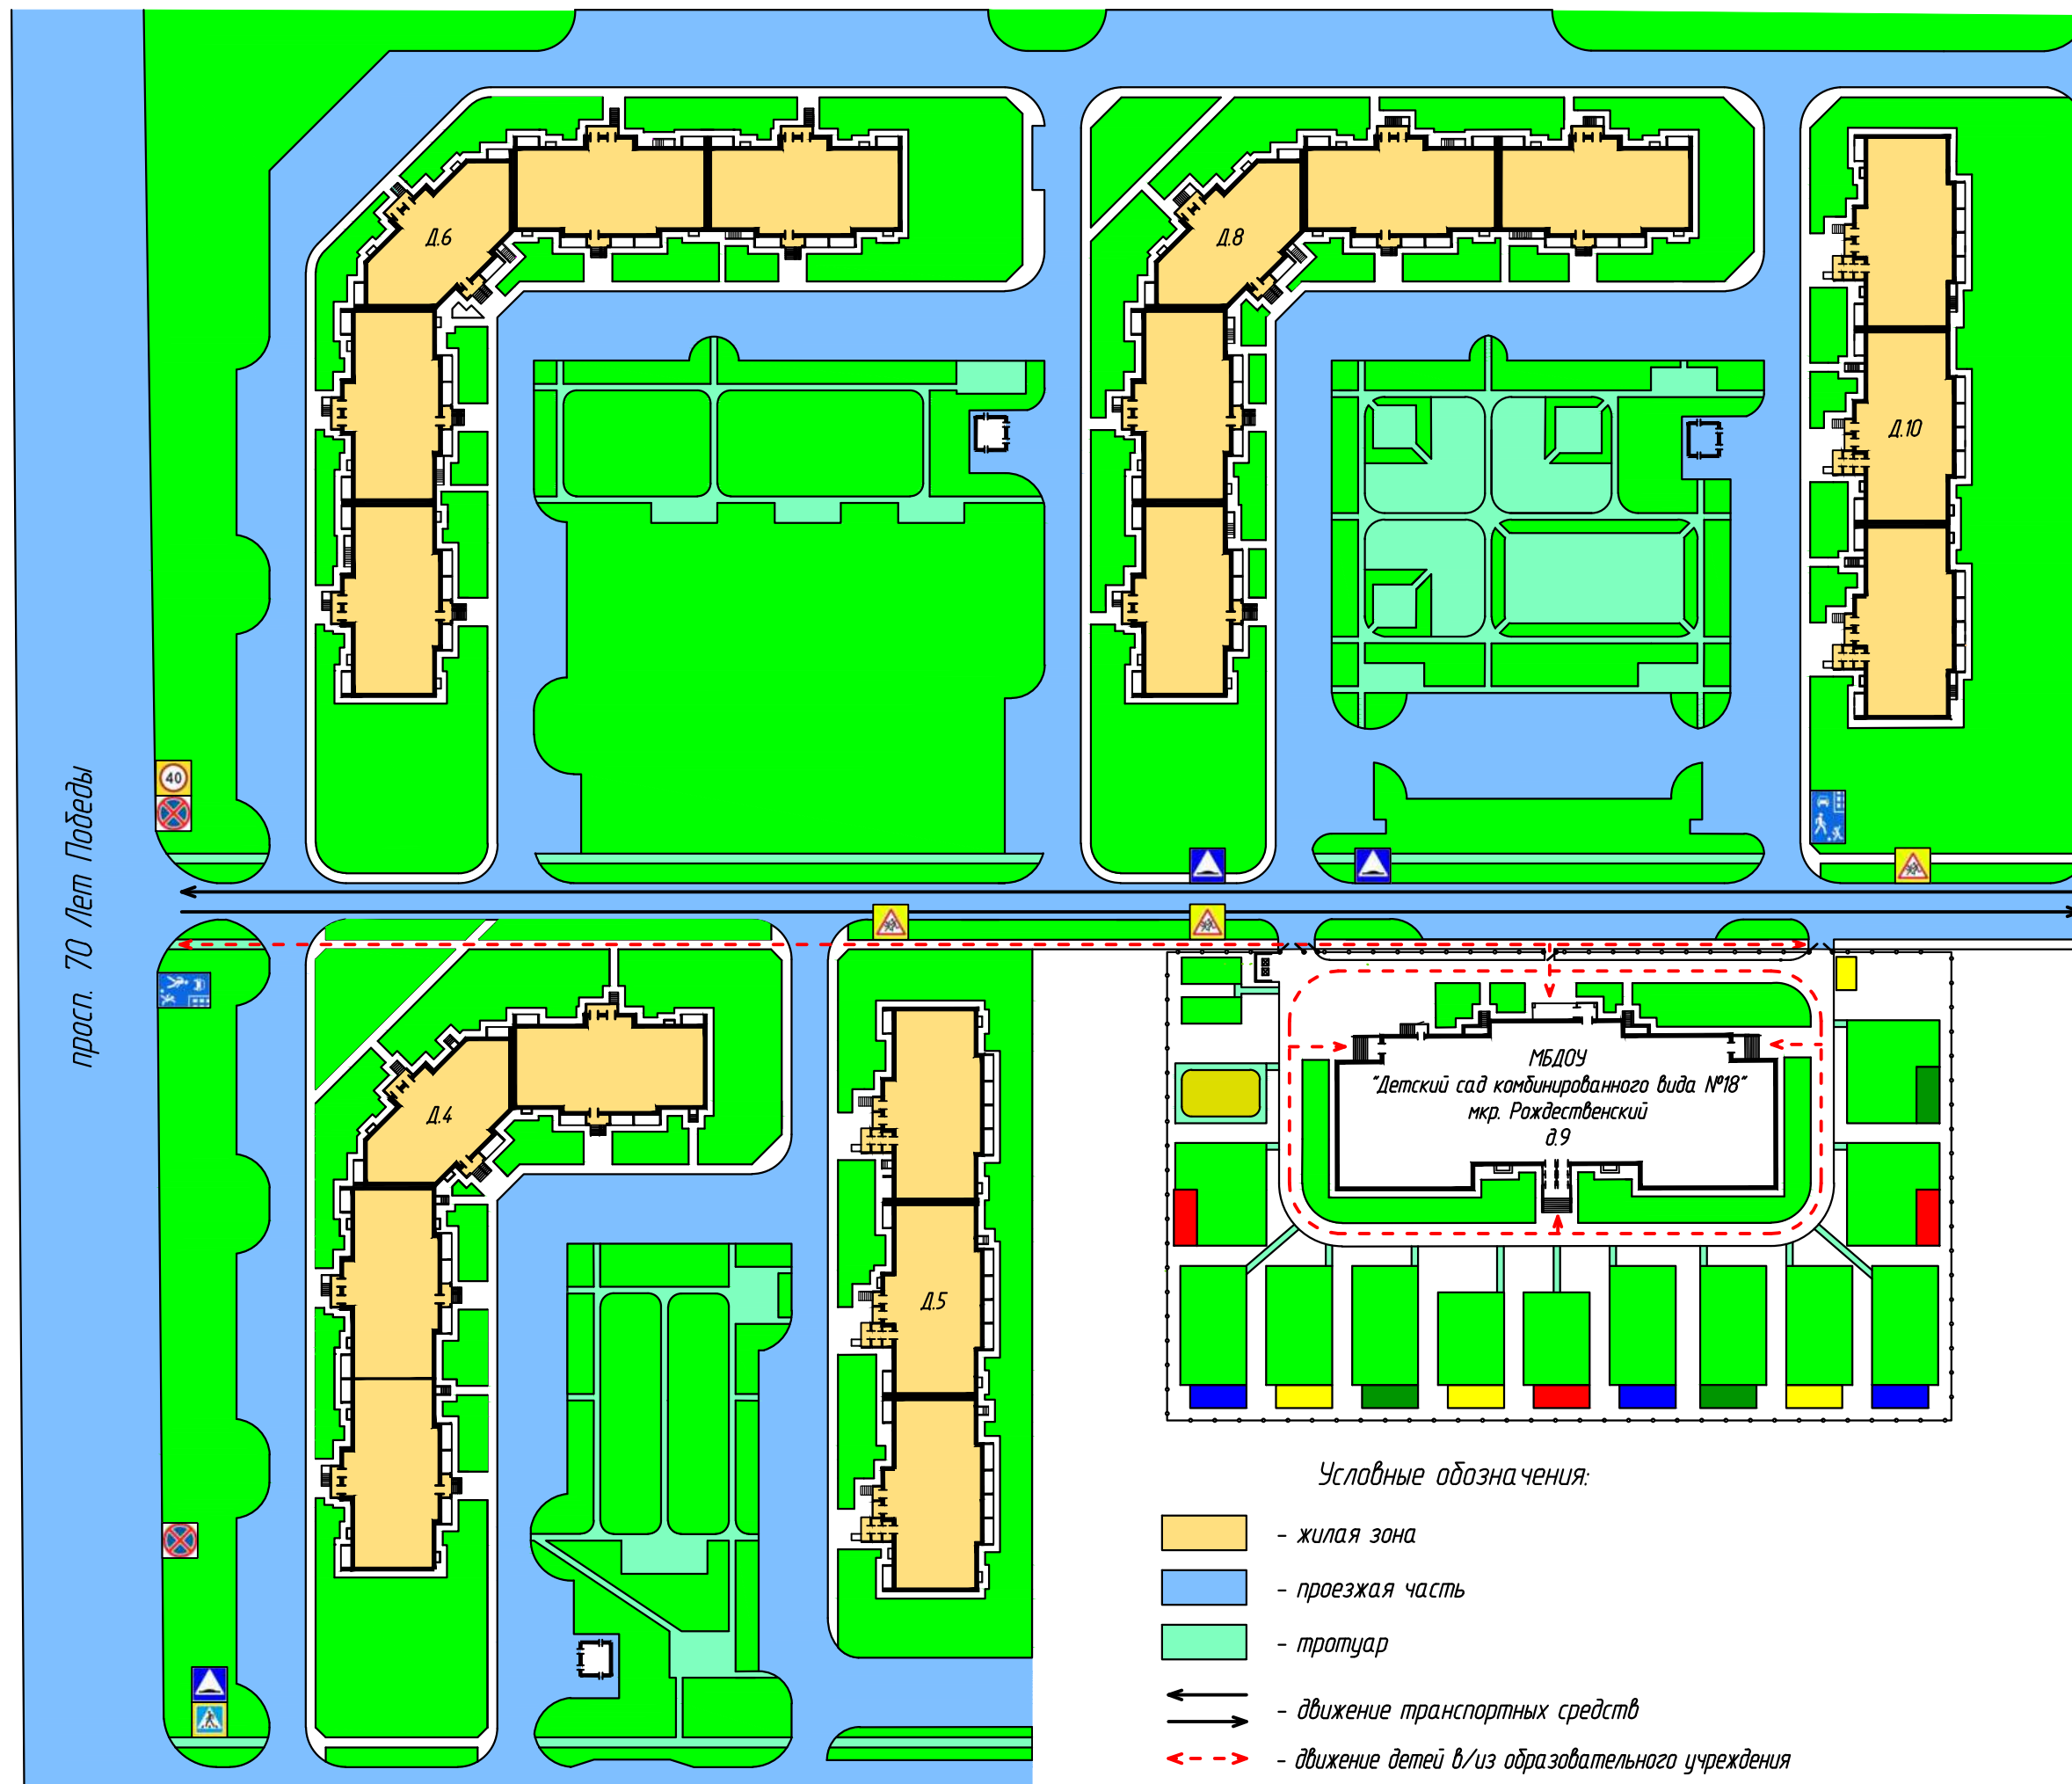 Д.6
Д.8
Д.10
40
просп. 70 Лет Победы
Д.4
Д.5
МБДОУ
"Детский сад комбинированного вида №18"
мкр. Рождественский
д.9
Условные обозначения:
- жилая зона
- проезжая часть
- тротуар
- движение транспортных средств
- движение детей в/из образовательного учреждения